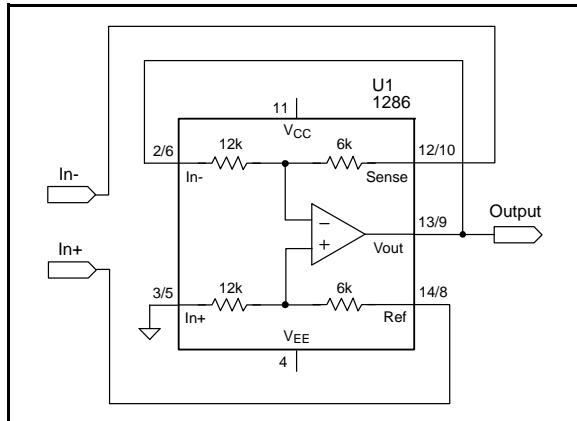 U1
1286
11
VCC
2/6
12k
6k
12/10
In-
Sense
In-
−
13/9
Output
In+
+
Vout
3/5
12k
6k
14/8
In+
Ref
VEE
4